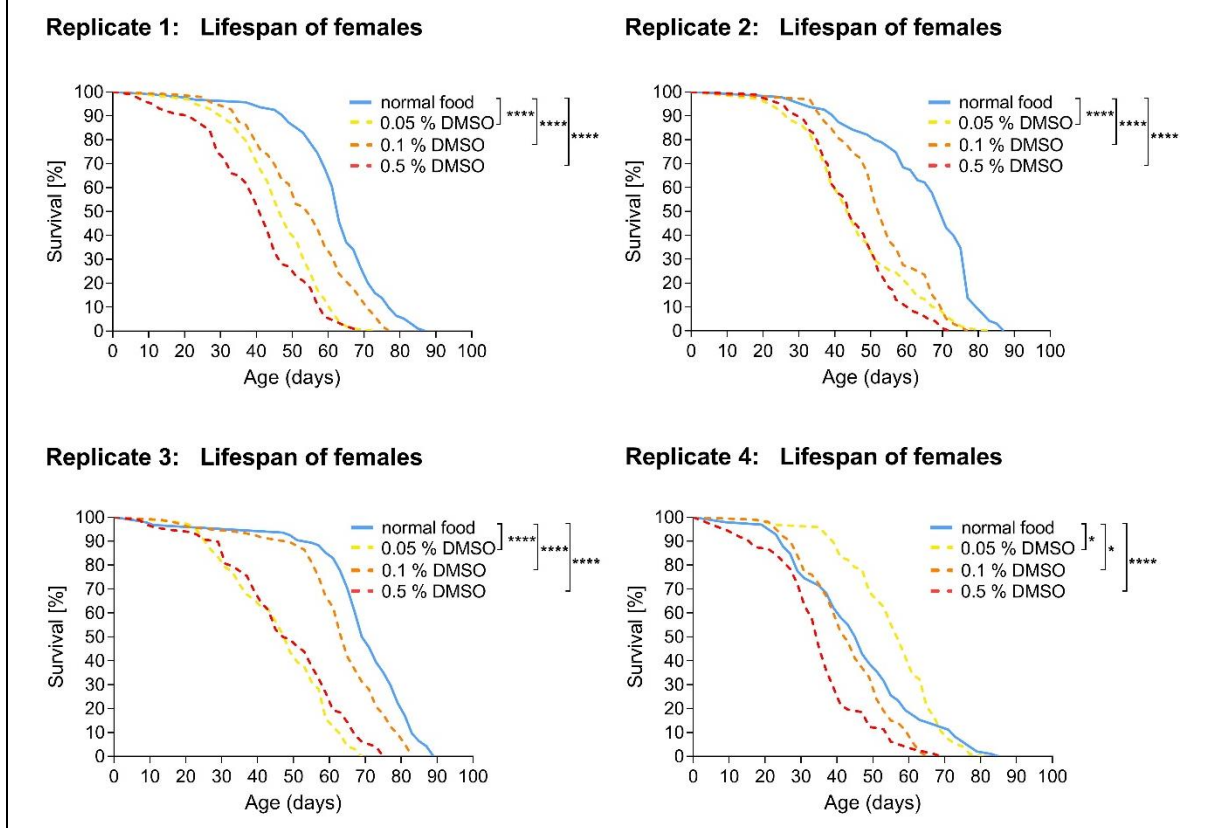 Replicate 1: Lifespan of females
100
90
80
70
60
50
40
30
20
10
0
Survival [%]
0 10 20 30 40 50 60 70 80 90 100
Age (days)
normal food
0.05 % DMSO
0.1 % DMSO
0.5 % DMSO
****
****
****
Replicate 2: Lifespan of females
100
90
80
70
60
50
40
30
20
10
0
Survival [%]
0 10 20 30 40 50 60 70 80 90 100
Age (days)
normal food
0.05 % DMSO
0.1 % DMSO
0.5 % DMSO
****
****
****
Replicate 3: Lifespan of females
100
90
80
70
60
50
40
30
20
10
0
Survival [%]
0 10 20 30 40 50 60 70 80 90 100
Age (days)
normal food
0.05 % DMSO
0.1 % DMSO
0.5 % DMSO
****
****
****
Replicate 4: Lifespan of females
100
90
80
70
60
50
40
30
20
10
0
Survival [%]
0 10 20 30 40 50 60 70 80 90 100
Age (days)
normal food
0.05 % DMSO
0.1 % DMSO
0.5 % DMSO
*
*
****